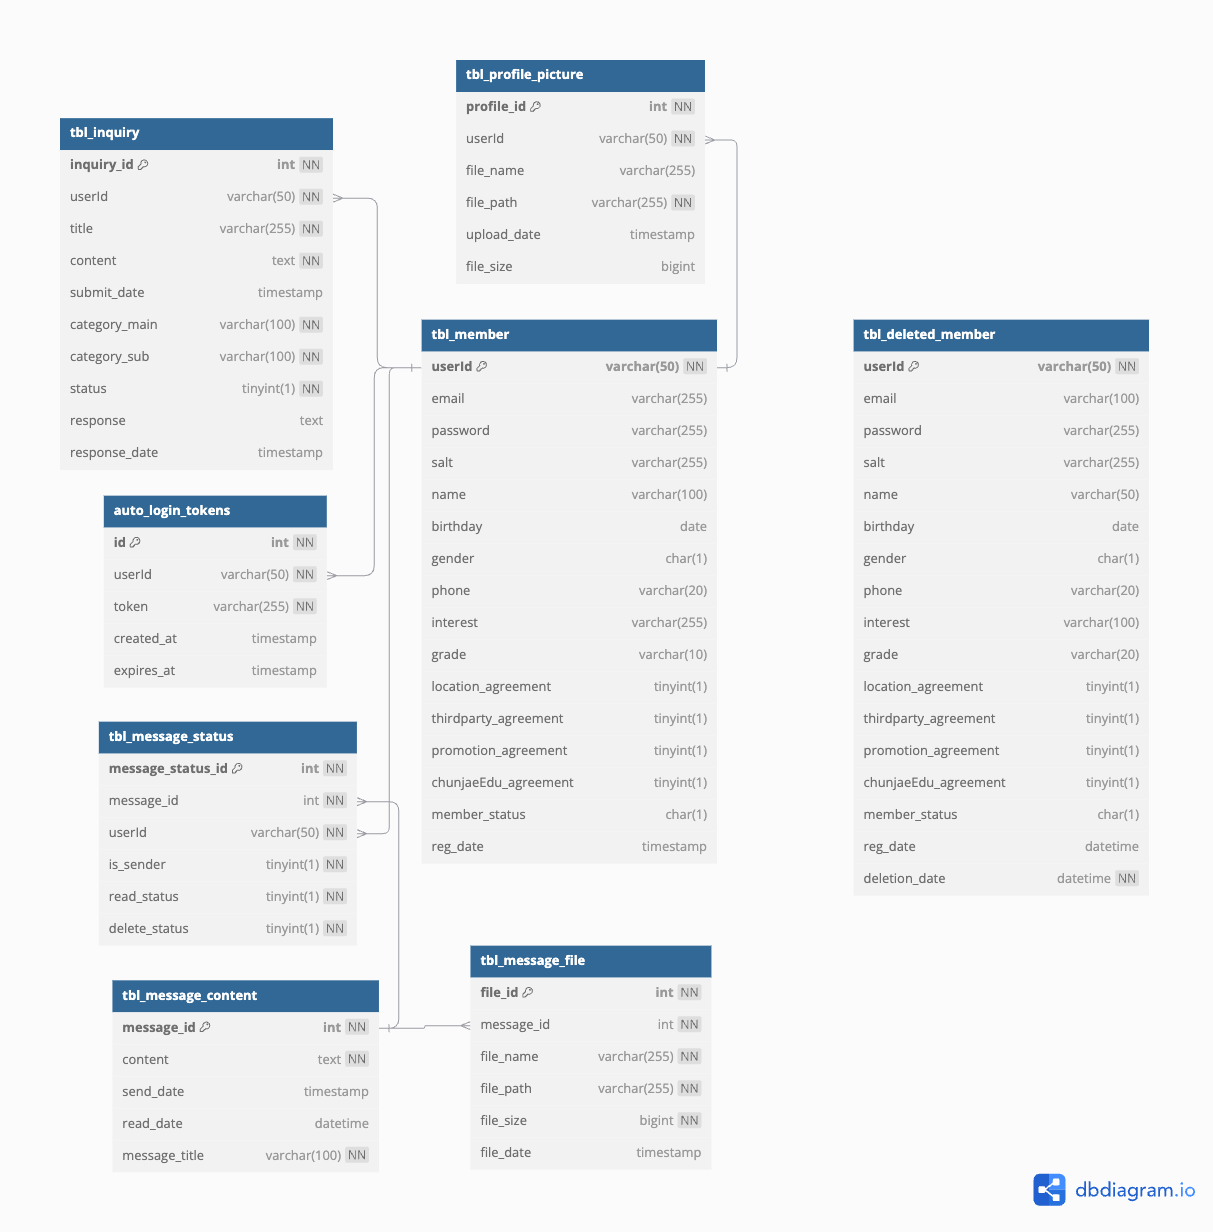 tbl_profile_picture
profile_id int NN
userId varchar(50) NN
file_name varchar(255)
file_path varchar(255) NN
upload_date timestamp
file_size bigint
tbl_inquiry
inquiry_id int NN
userId varchar(50) NN
title varchar(255) NN
content text NN
submit_date timestamp
category_main varchar(100) NN
category_sub varchar(100) NN
status tinyint(1) NN
response text
response_date timestamp
tbl_member
userId varchar(50) NN
email varchar(255)
password varchar(255)
salt varchar(255)
name varchar(100)
birthday date
gender char(1)
phone varchar(20)
interest varchar(255)
grade varchar(10)
location_agreement tinyint(1)
thirdparty_agreement tinyint(1)
promotion_agreement tinyint(1)
chunjaeEdu_agreement tinyint(1)
member_status char(1)
reg_date timestamp
tbl_deleted_member
userId varchar(50) NN
email varchar(100)
password varchar(255)
salt varchar(255)
name varchar(50)
birthday date
gender char(1)
phone varchar(20)
interest varchar(100)
grade varchar(20)
location_agreement tinyint(1)
thirdparty_agreement tinyint(1)
promotion_agreement tinyint(1)
chunjaeEdu_agreement tinyint(1)
member_status char(1)
reg_date datetime
deletion_date datetime NN
auto_login_tokens
id int NN
userId varchar(50) NN
token varchar(255) NN
created_at timestamp
expires_at timestamp
tbl_message_status
message_status_id int NN
message_id int NN
userId varchar(50) NN
is_sender tinyint(1) NN
read_status tinyint(1) NN
delete_status tinyint(1) NN
tbl_message_content
message_id int NN
content text NN
send_date timestamp
read_date datetime
message_title varchar(100) NN
tbl_message_file
file_id int NN
message_id int NN
file_name varchar(255) NN
file_path varchar(255) NN
file_size bigint NN
file_date timestamp
dbdiagram.io